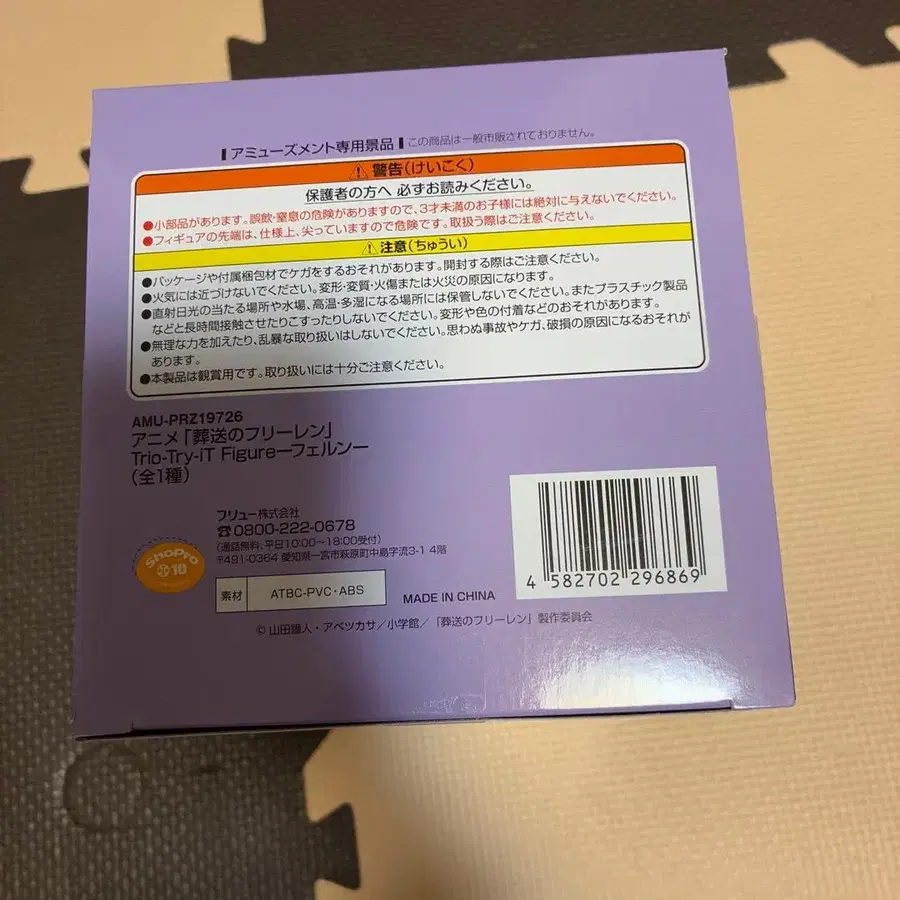 アミューズメント専用景品 この商品は一般市販されておりません。
警告(けいこく)
保護者の方へ 必ずお読みください。
●小部品があります。誤飲・窒息の危険がありますので、3才未満のお子様には絶対に与えないでください。
●フィギュアの先端は、仕様上、尖っていますので危険です。取扱う際はご注意ください。
注意(ちゅうい)
●パッケージや付属梱包材でケガをするおそれがあります。開封する際はご注意ください。
●火気には近づけないでください。変形・変質・火傷または火災の原因になります。
●直射日光の当たる場所や水場、高温・多湿になる場所には保管しないでください。またプラスチック製品
などと長時間接触させたりこすったりしないでください。変形や色の付着などのおそれがあります。
●無理な力を加えたり、乱暴な取り扱いはしないでください。思わぬ事故やケガ、破損の原因になるおそれが
あります。
●本製品は観賞用です。取り扱いには十分ご注意ください。
AMU-PRZ19726
アニメ「葬送のフリーレン」
Trio-Try-iT Figureーフェルンー
(全1種)
フリュー株式会社
☎0800-222-0678
(通話無料、平日10:00〜18:00受付)
〒491-0364 愛知県一宮市萩原町中島字流3-1 4階
ShoPro
10
素材 ATBC-PVC・ABS
MADE IN CHINA
4 582702 296869
© 山田鐘人・アベツカサ/小学館/「葬送のフリーレン」製作委員会